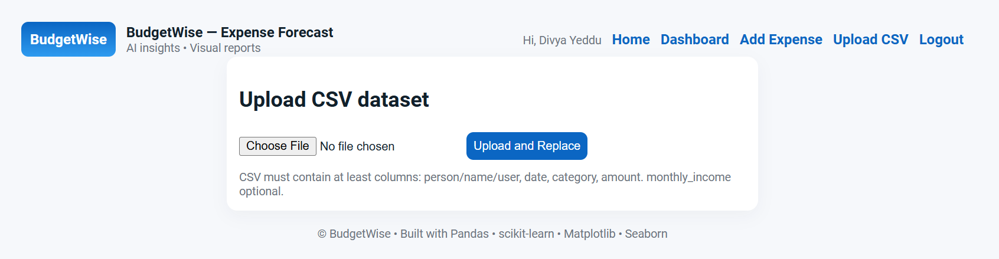 BudgetWise
BudgetWise — Expense Forecast
AI insights • Visual reports
Hi, Divya Yeddu Home Dashboard Add Expense Upload CSV Logout
Upload CSV dataset
Choose File No file chosen
Upload and Replace
CSV must contain at least columns: person/name/user, date, category, amount. monthly_income
optional.
© BudgetWise • Built with Pandas • scikit-learn • Matplotlib • Seaborn